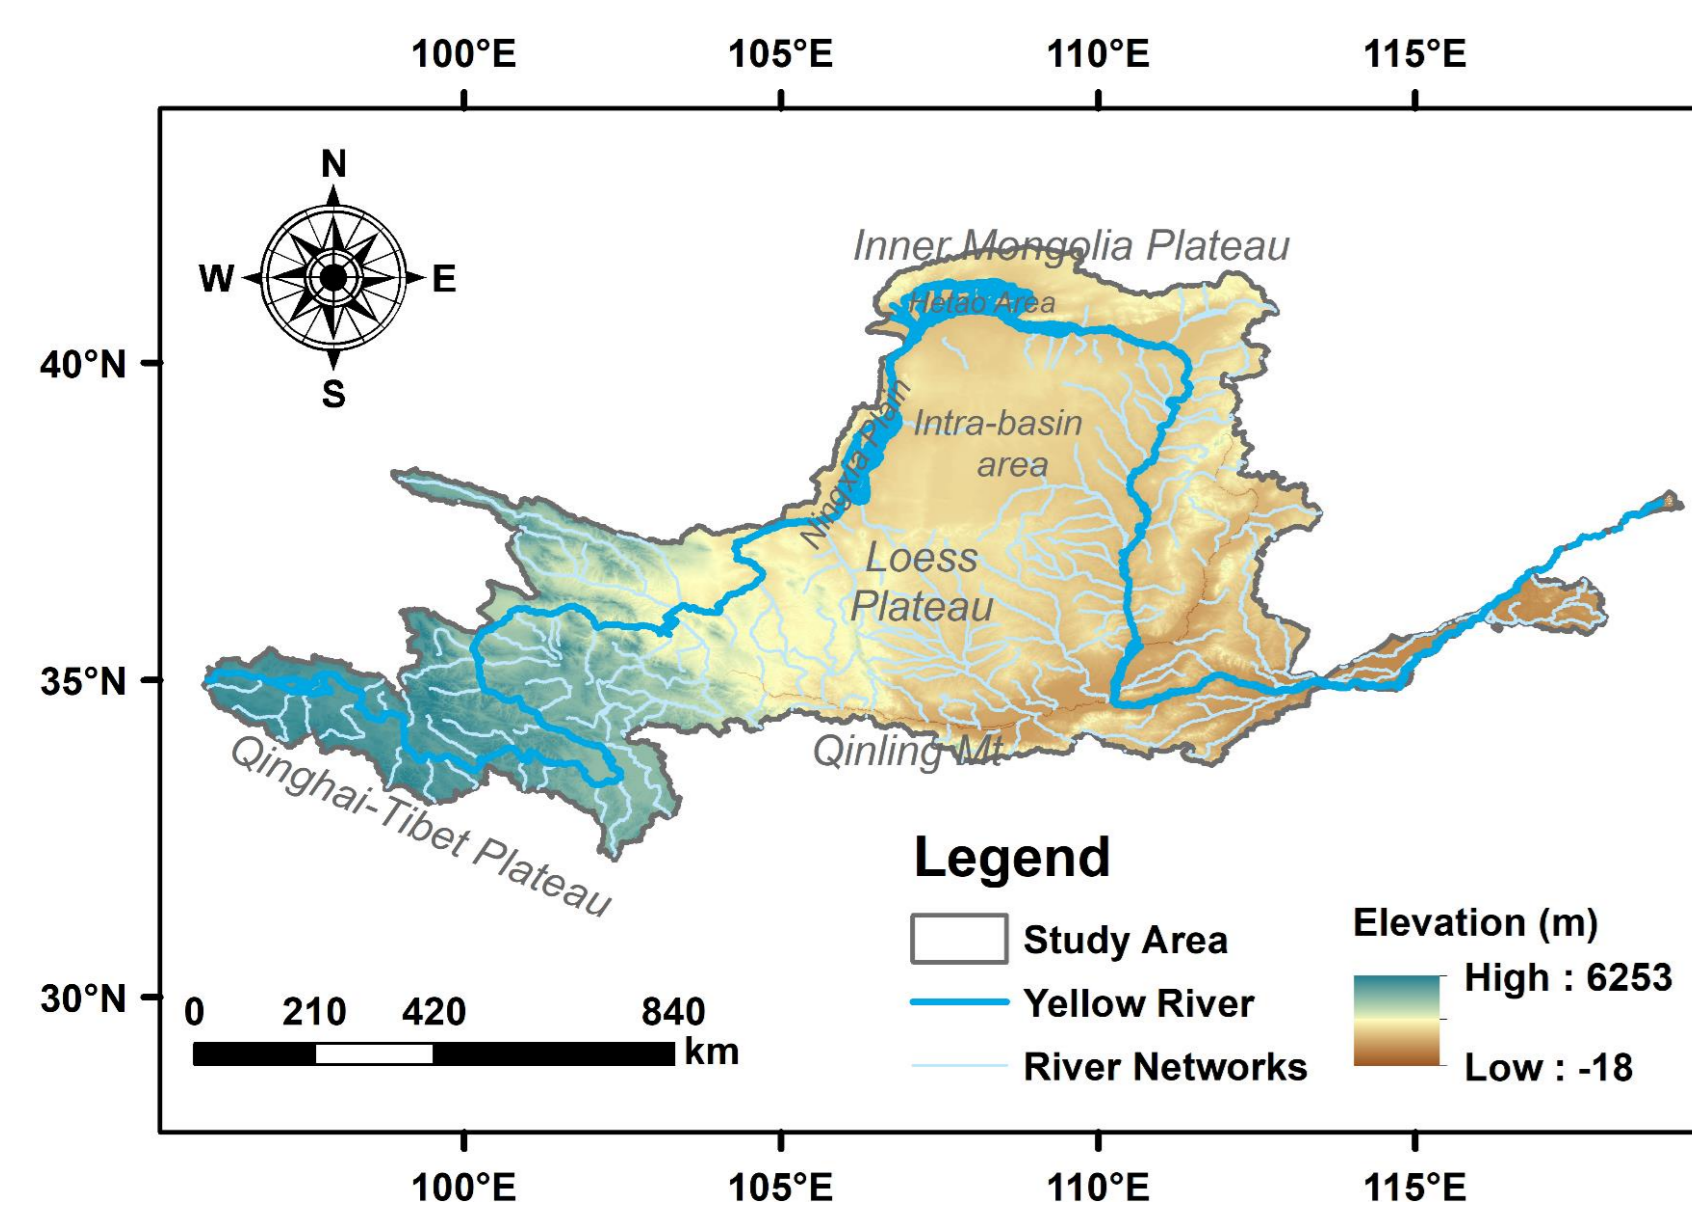 100°E 105°E 110°E 115°E
N
W E
S
Inner Mongolia Plateau
Hetao Area
40°N
Ningxia Plain
Intra-basin
area
Loess
Plateau
35°N
Qinling Mt
Qinghai-Tibet Plateau
Legend
Study Area
Yellow River
River Networks
Elevation (m)
High : 6253
Low : -18
30°N
0 210 420 840
km
100°E 105°E 110°E 115°E